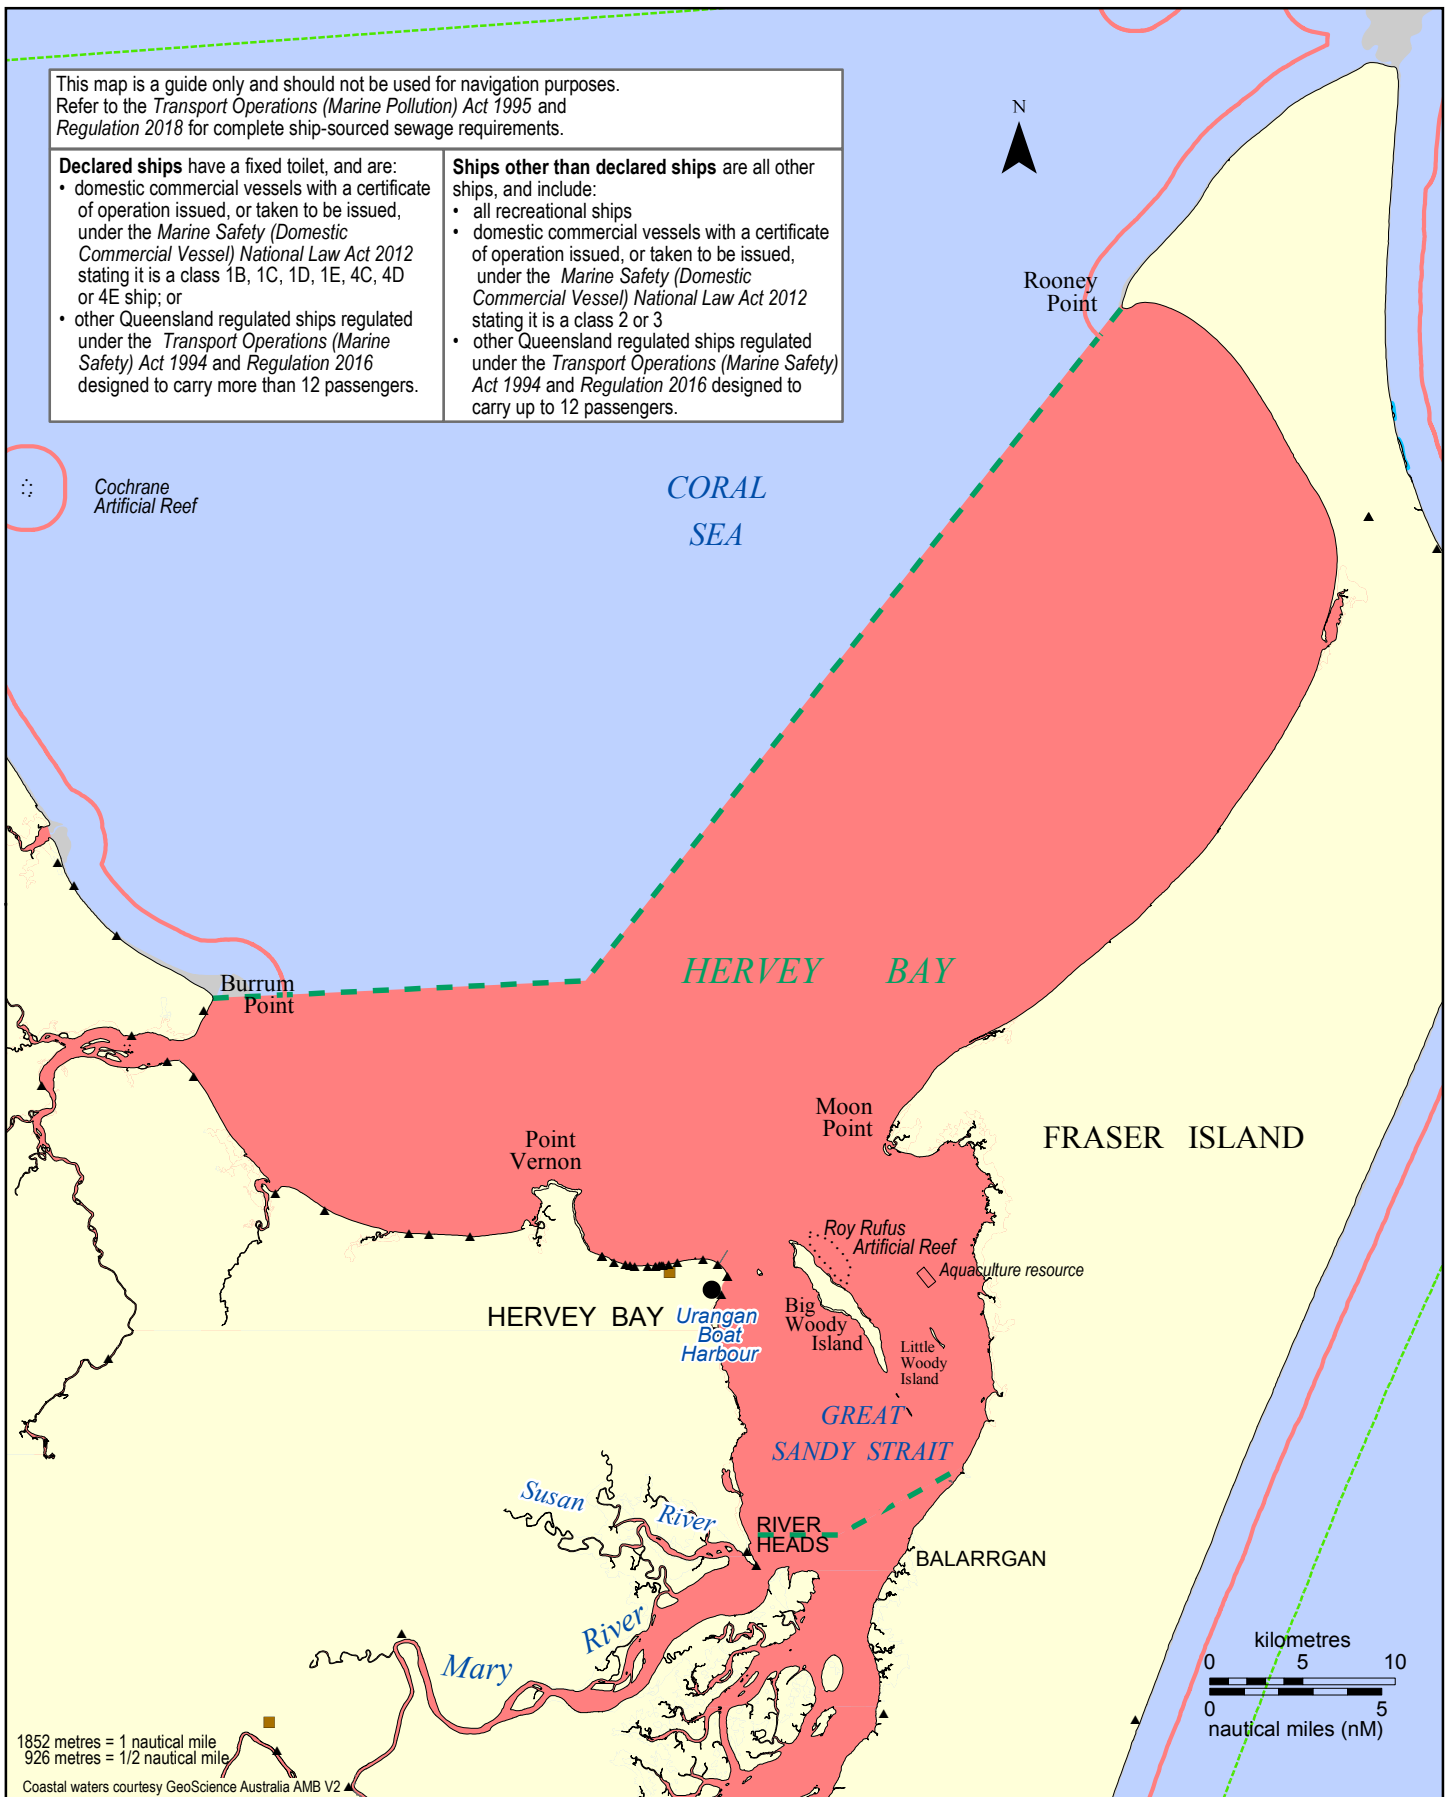 This map is a guide only and should not be used for navigation purposes.
Refer to the Transport Operations (Marine Pollution) Act 1995 and
Regulation 2018 for complete ship-sourced sewage requirements.
Declared ships have a fixed toilet, and are:
• domestic commercial vessels with a certificate
of operation issued, or taken to be issued,
under the Marine Safety (Domestic
Commercial Vessel) National Law Act 2012
stating it is a class 1B, 1C, 1D, 1E, 4C, 4D
or 4E ship; or
• other Queensland regulated ships regulated
under the Transport Operations (Marine
Safety) Act 1994 and Regulation 2016
designed to carry more than 12 passengers.
Ships other than declared ships are all other
ships, and include:
• all recreational ships
• domestic commercial vessels with a certificate
of operation issued, or taken to be issued,
under the Marine Safety (Domestic
Commercial Vessel) National Law Act 2012
stating it is a class 2 or 3
• other Queensland regulated ships regulated
under the Transport Operations (Marine Safety)
Act 1994 and Regulation 2016 designed to
carry up to 12 passengers.
N
Rooney
Point
Cochrane
Artificial Reef
CORAL
SEA
HERVEY BAY
Burrum
Point
Moon
Point
FRASER ISLAND
Point
Vernon
Roy Rufus
Artificial Reef
Aquaculture resource
HERVEY BAY
Urangan
Boat
Harbour
Big
Woody
Island
Little
Woody
Island
GREAT
SANDY STRAIT
Susan River
RIVER
HEADS
BALARRGAN
Mary River
kilometres
0 5 10
0 5
nautical miles (nM)
1852 metres = 1 nautical mile
926 metres = 1/2 nautical mile
Coastal waters courtesy GeoScience Australia AMB V2